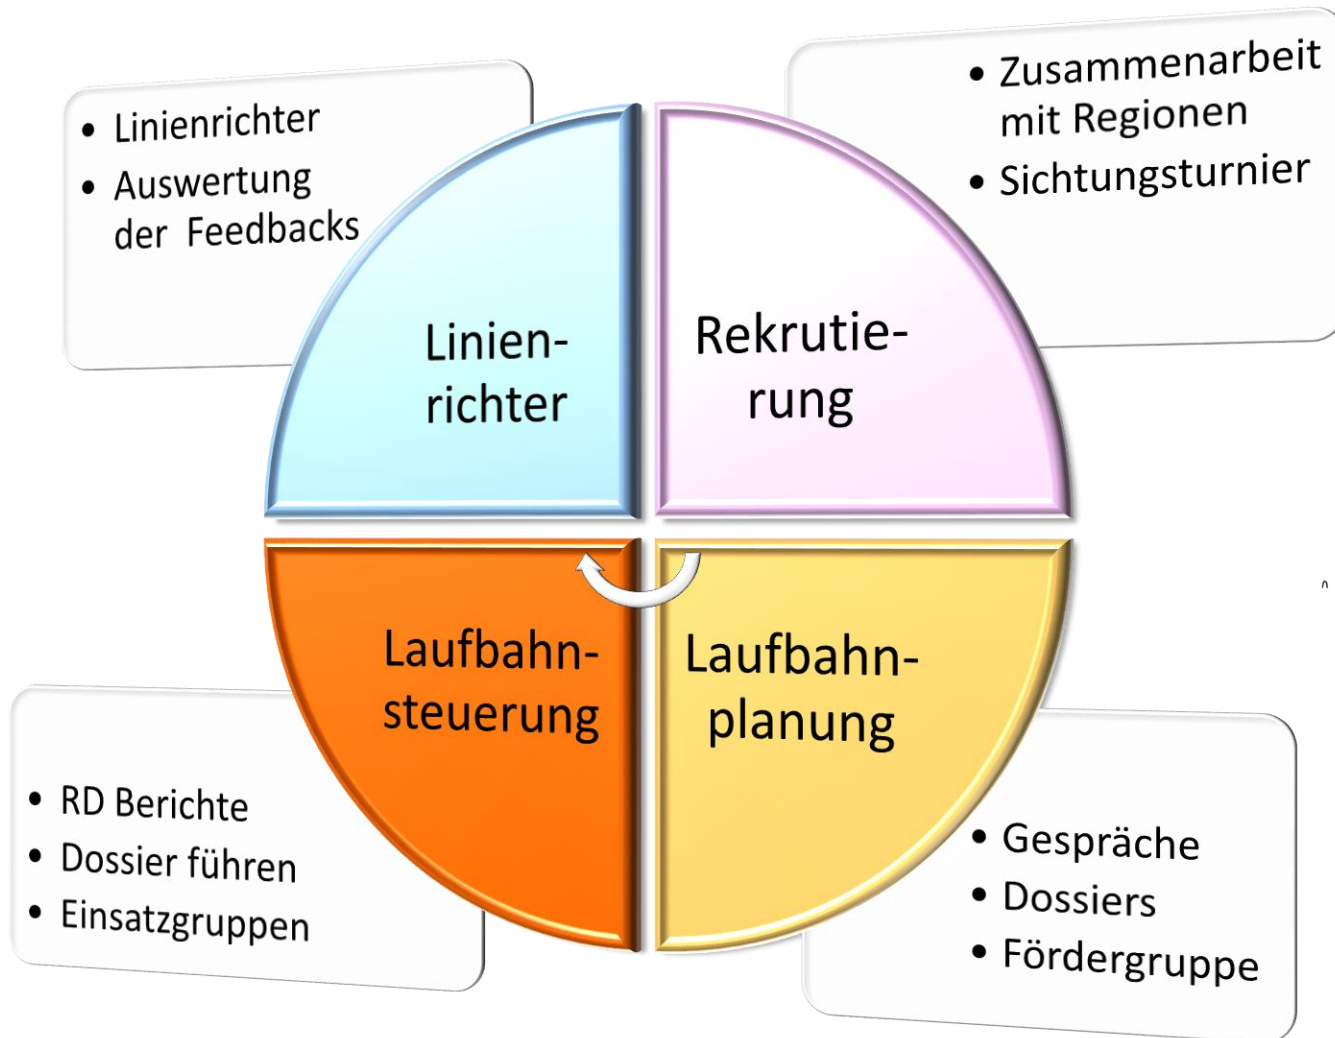 • Linienrichter
• Auswertung
der Feedbacks
• Zusammenarbeit
mit Regionen
• Sichtungsturnier
Linien-
richter
Rekrutie-
rung
Laufbahn-
steuerung
Laufbahn-
planung
• RD Berichte
• Dossier führen
• Einsatzgruppen
• Gespräche
• Dossiers
• Fördergruppe